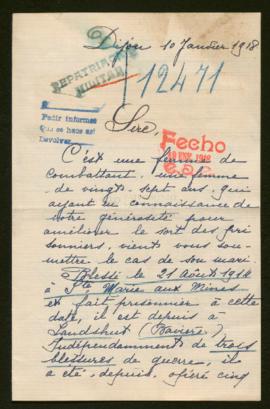 Dijon 10 Janvier 1918
REPATRIADO
MILITAR
12471
Pedir informes
Que se hace así
Devolver
Sire,
Fecho
1918
C'est une femme de
combattant, une femme
de vingt-sept ans, qui
ayant eu connaissance de
votre générosité pour
améliorer le sort des pri
sonniers, vient vous sou-
mettre le cas de son mari.
Blessé le 21 Août 1914
à Ste Marie aux Mines
et fait prisonnier à cette
date, il est depuis à
Landshut (Bavière)
Indépendamment de trois
blessures de guerre, il
a été, depuis, opéré cinq